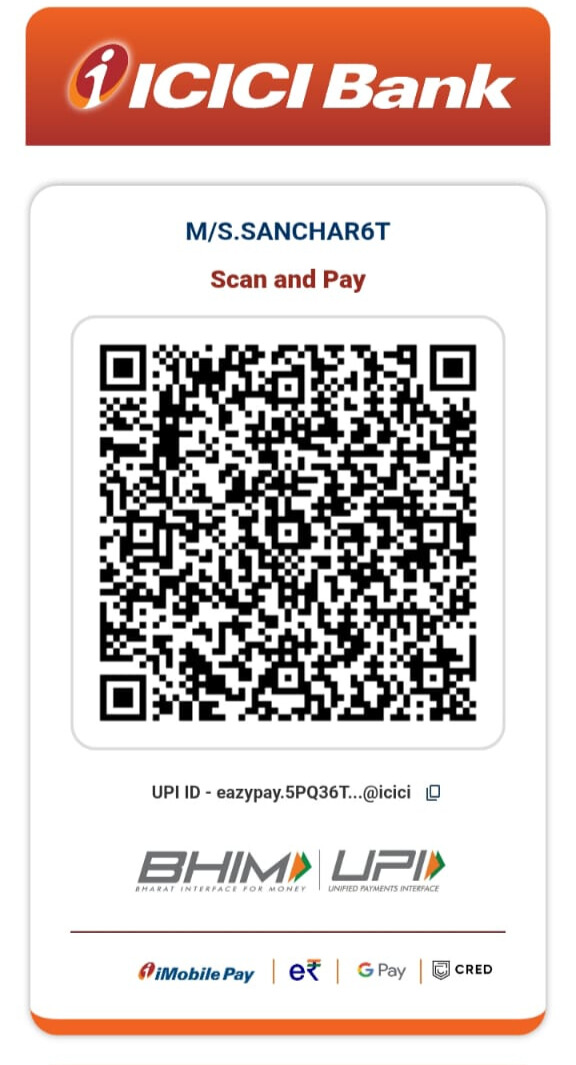 ICICI Bank
M/S.SANCHAR6T
Scan and Pay
UPI ID - eazypay.5PQ36T...@icici
BHIM UPI
BHARAT INTERFACE FOR MONEY UNIFIED PAYMENTS INTERFACE
iMobile Pay e₹ G Pay CRED